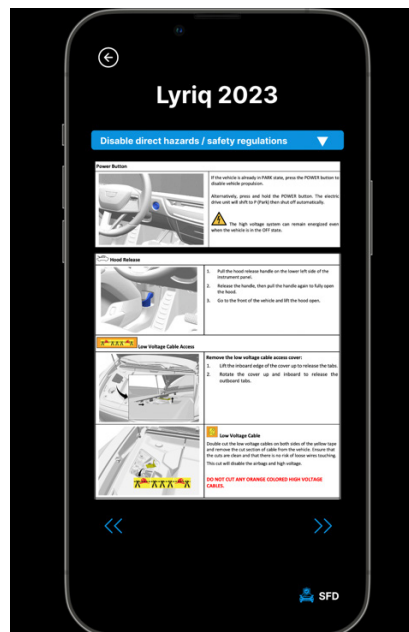 Lyriq 2023
Disable direct hazards / safety regulations
Power Button
If the vehicle is already in PARK state, press the POWER button to
disable vehicle propulsion.
Alternatively, press and hold the POWER button. The electric
drive unit will shift to P (Park) then shut off automatically.
The high voltage system can remain energized even
when the vehicle is in the OFF state.
Hood Release
1. Pull the hood release handle on the lower left side of the
instrument panel.
2. Release the handle, then pull the handle again to fully open
the hood.
3. Go to the front of the vehicle and lift the hood open.
Low Voltage Cable Access
Remove the low voltage cable access cover:
1. Lift the inboard edge of the cover up to release the tabs.
2. Rotate the cover up and inboard to release the
outboard tabs.
Low Voltage Cable
Double cut the low voltage cables on both sides of the yellow tape
and remove the cut section of cable from the vehicle. Ensure that
the cuts are clean and that there is no risk of loose wires touching.
This cut will disable the airbags and high voltage.
DO NOT CUT ANY ORANGE COLORED HIGH VOLTAGE
CABLES.
SFD